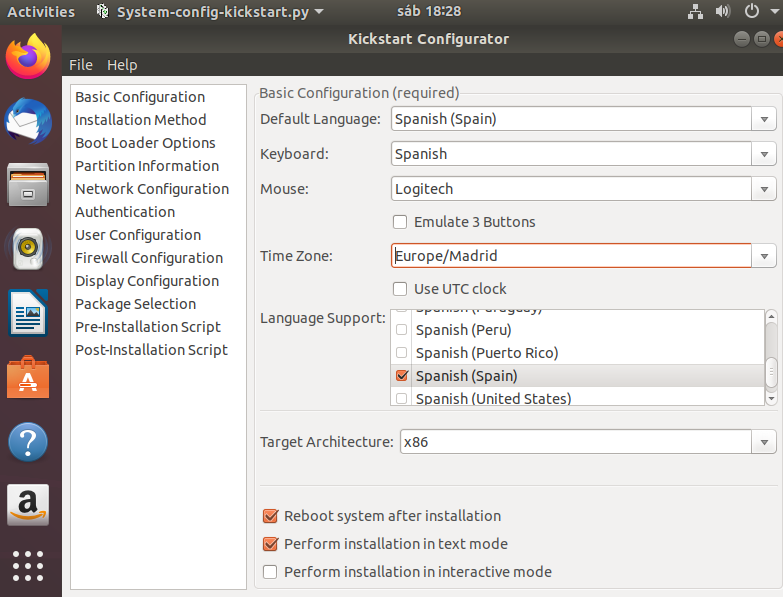 Activities System-config-kickstart.py sáb 18:28
Kickstart Configurator
File Help
Basic Configuration
Installation Method
Boot Loader Options
Partition Information
Network Configuration
Authentication
User Configuration
Firewall Configuration
Display Configuration
Package Selection
Pre-Installation Script
Post-Installation Script
Basic Configuration (required)
Default Language: Spanish (Spain)
Keyboard: Spanish
Mouse: Logitech
Emulate 3 Buttons
Time Zone: Europe/Madrid
Use UTC clock
Language Support:
Spanish (Paraguay)
Spanish (Peru)
Spanish (Puerto Rico)
Spanish (Spain)
Spanish (United States)
Target Architecture: x86
Reboot system after installation
Perform installation in text mode
Perform installation in interactive mode
a